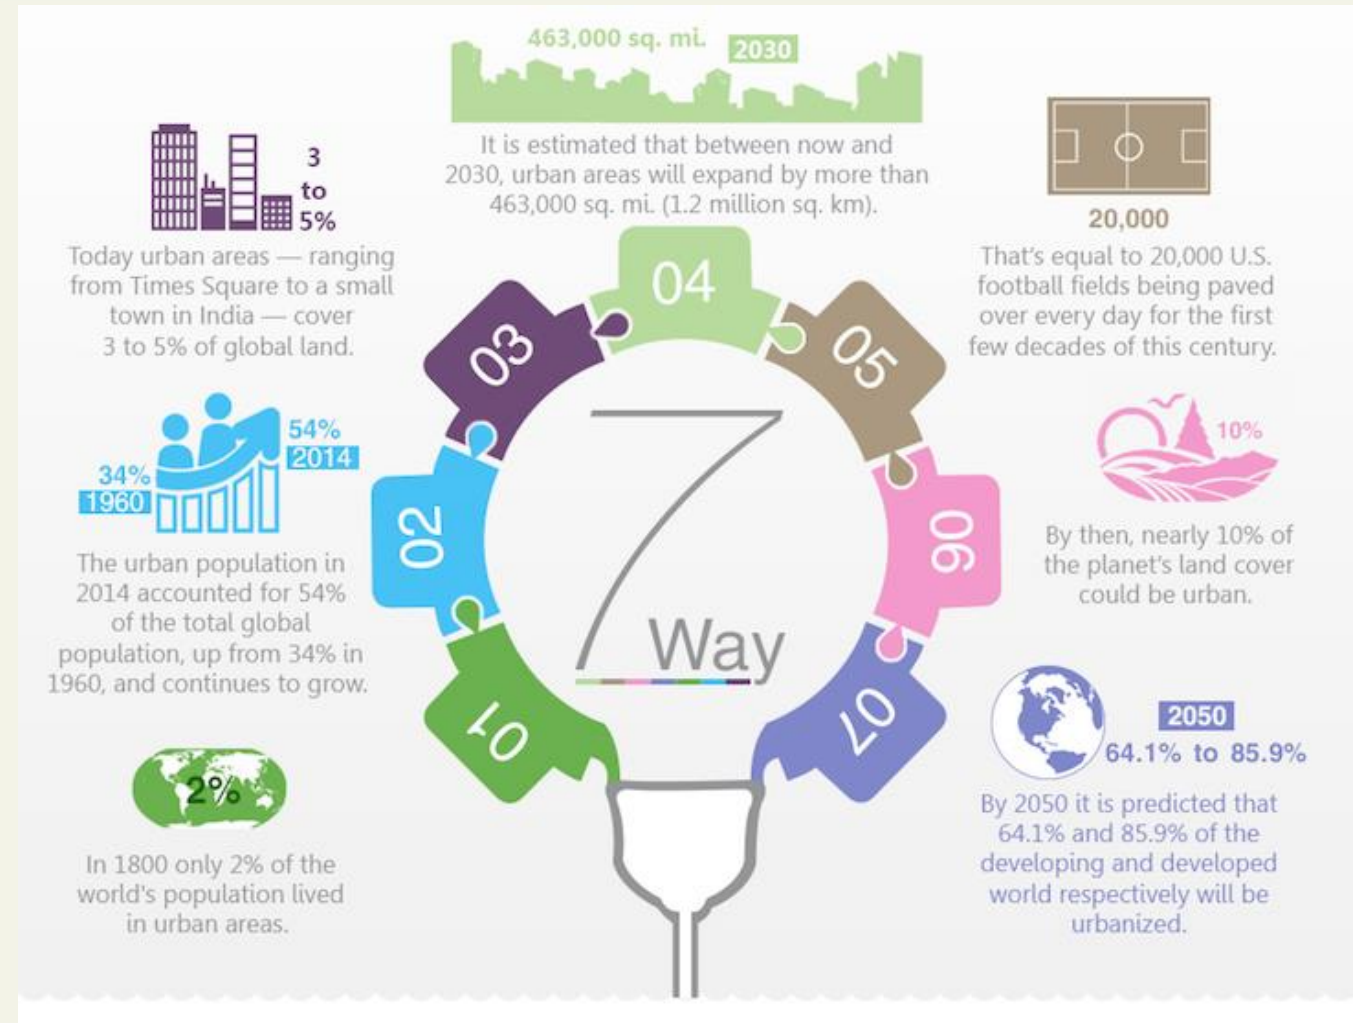 463,000 sq. mi.
2030
It is estimated that between now and
2030, urban areas will expand by more than
463,000 sq. mi. (1.2 million sq. km).
3
to
5%
Today urban areas — ranging
from Times Square to a small
town in India — cover
3 to 5% of global land.
20,000
That's equal to 20,000 U.S.
football fields being paved
over every day for the first
few decades of this century.
34%
1960
54%
2014
The urban population in
2014 accounted for 54%
of the total global
population, up from 34% in
1960, and continues to grow.
10%
By then, nearly 10% of
the planet's land cover
could be urban.
2%
In 1800 only 2% of the
world's population lived
in urban areas.
2050
64.1% to 85.9%
By 2050 it is predicted that
64.1% and 85.9% of the
developing and developed
world respectively will be
urbanized.
01
02
03
04
05
06
07
7
Way